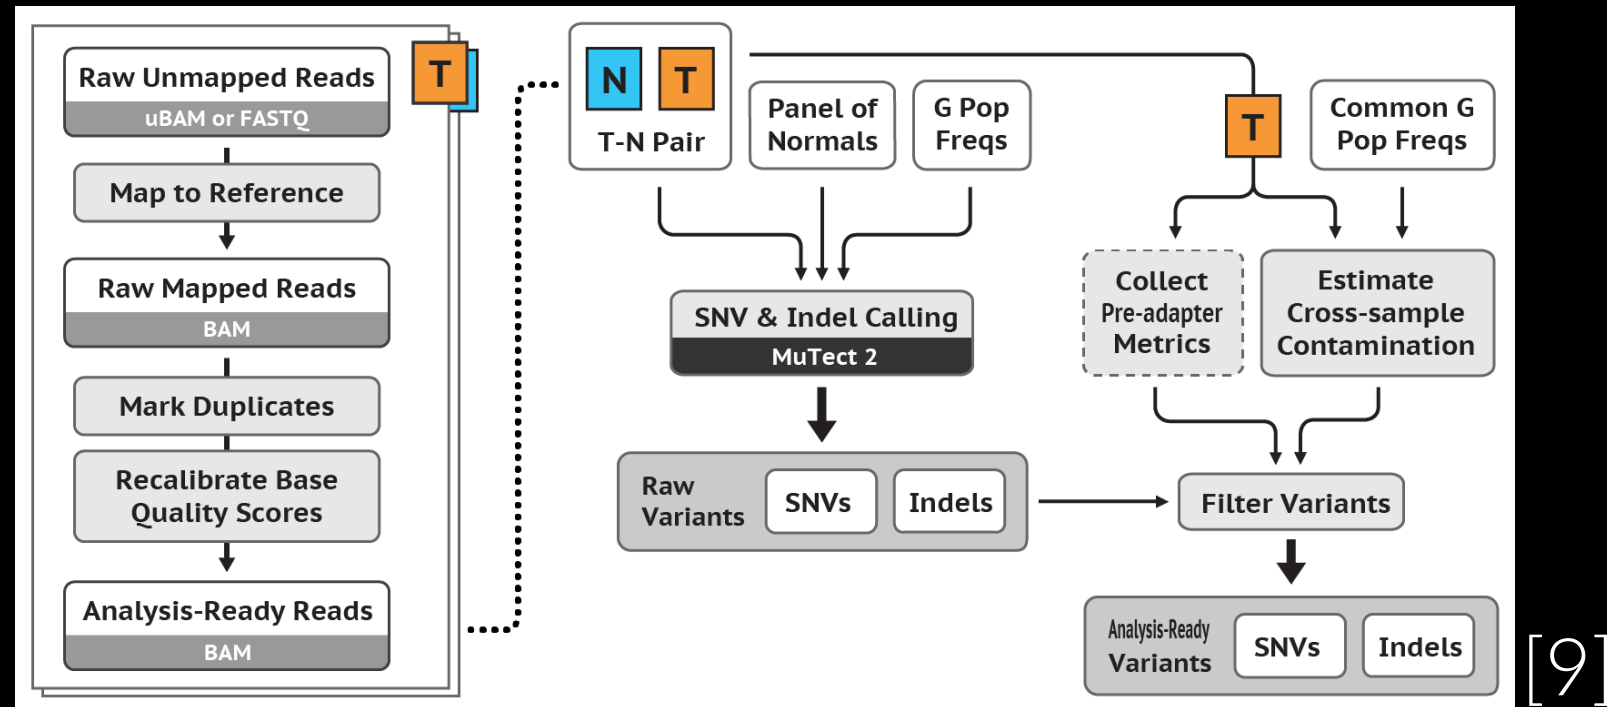 Raw Unmapped Reads
uBAM or FASTQ
T
Map to Reference
Raw Mapped Reads
BAM
Mark Duplicates
Recalibrate Base
Quality Scores
Analysis-Ready Reads
BAM
N T
T-N Pair
Panel of
Normals
G Pop
Freqs
SNV & Indel Calling
MuTect 2
Raw
Variants
SNVs
Indels
T
Common G
Pop Freqs
Collect
Pre-adapter
Metrics
Estimate
Cross-sample
Contamination
Filter Variants
Analysis-Ready
Variants
SNVs
Indels
[9]